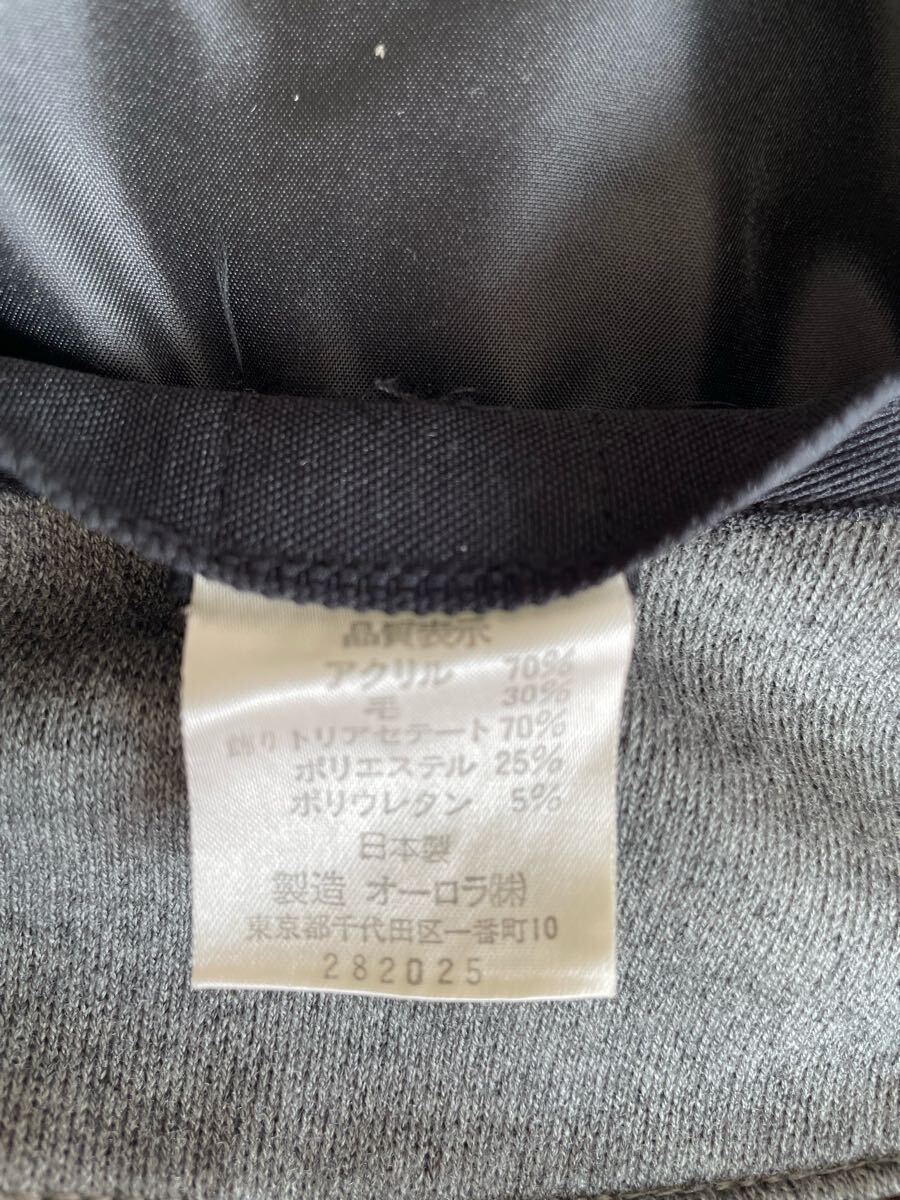 品質表示
アクリル 70%
毛 30%
飾り トリアセテート 70%
ポリエステル 25%
ポリウレタン 5%
日本製
製造 オーロラ㈱
東京都千代田区一番町10
282025